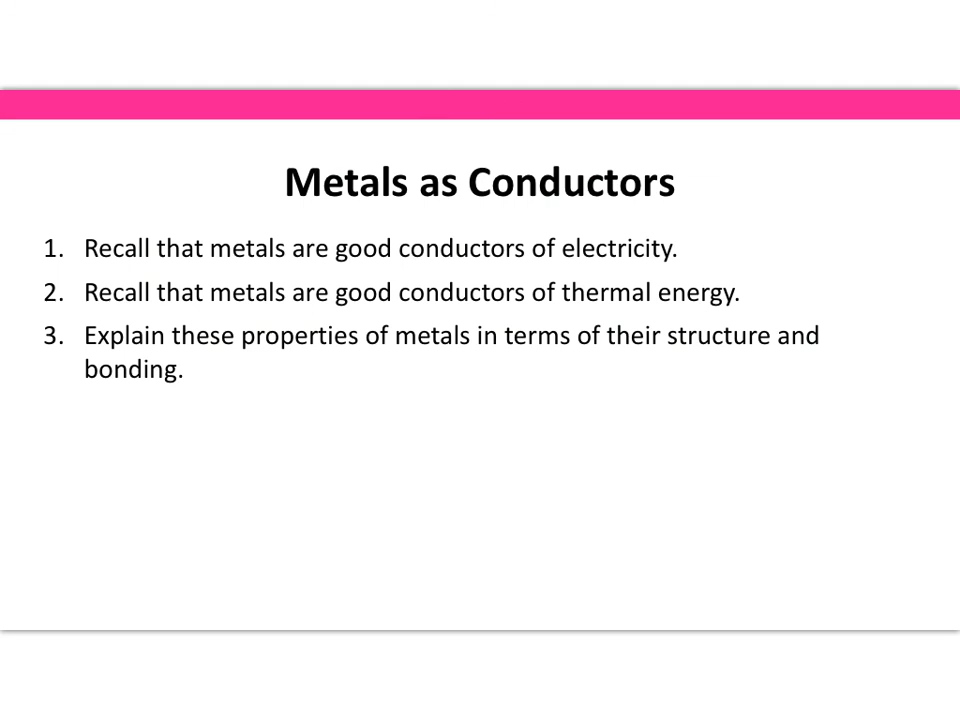 Metals as Conductors
1. Recall that metals are good conductors of electricity.
2. Recall that metals are good conductors of thermal energy.
3. Explain these properties of metals in terms of their structure and
bonding.